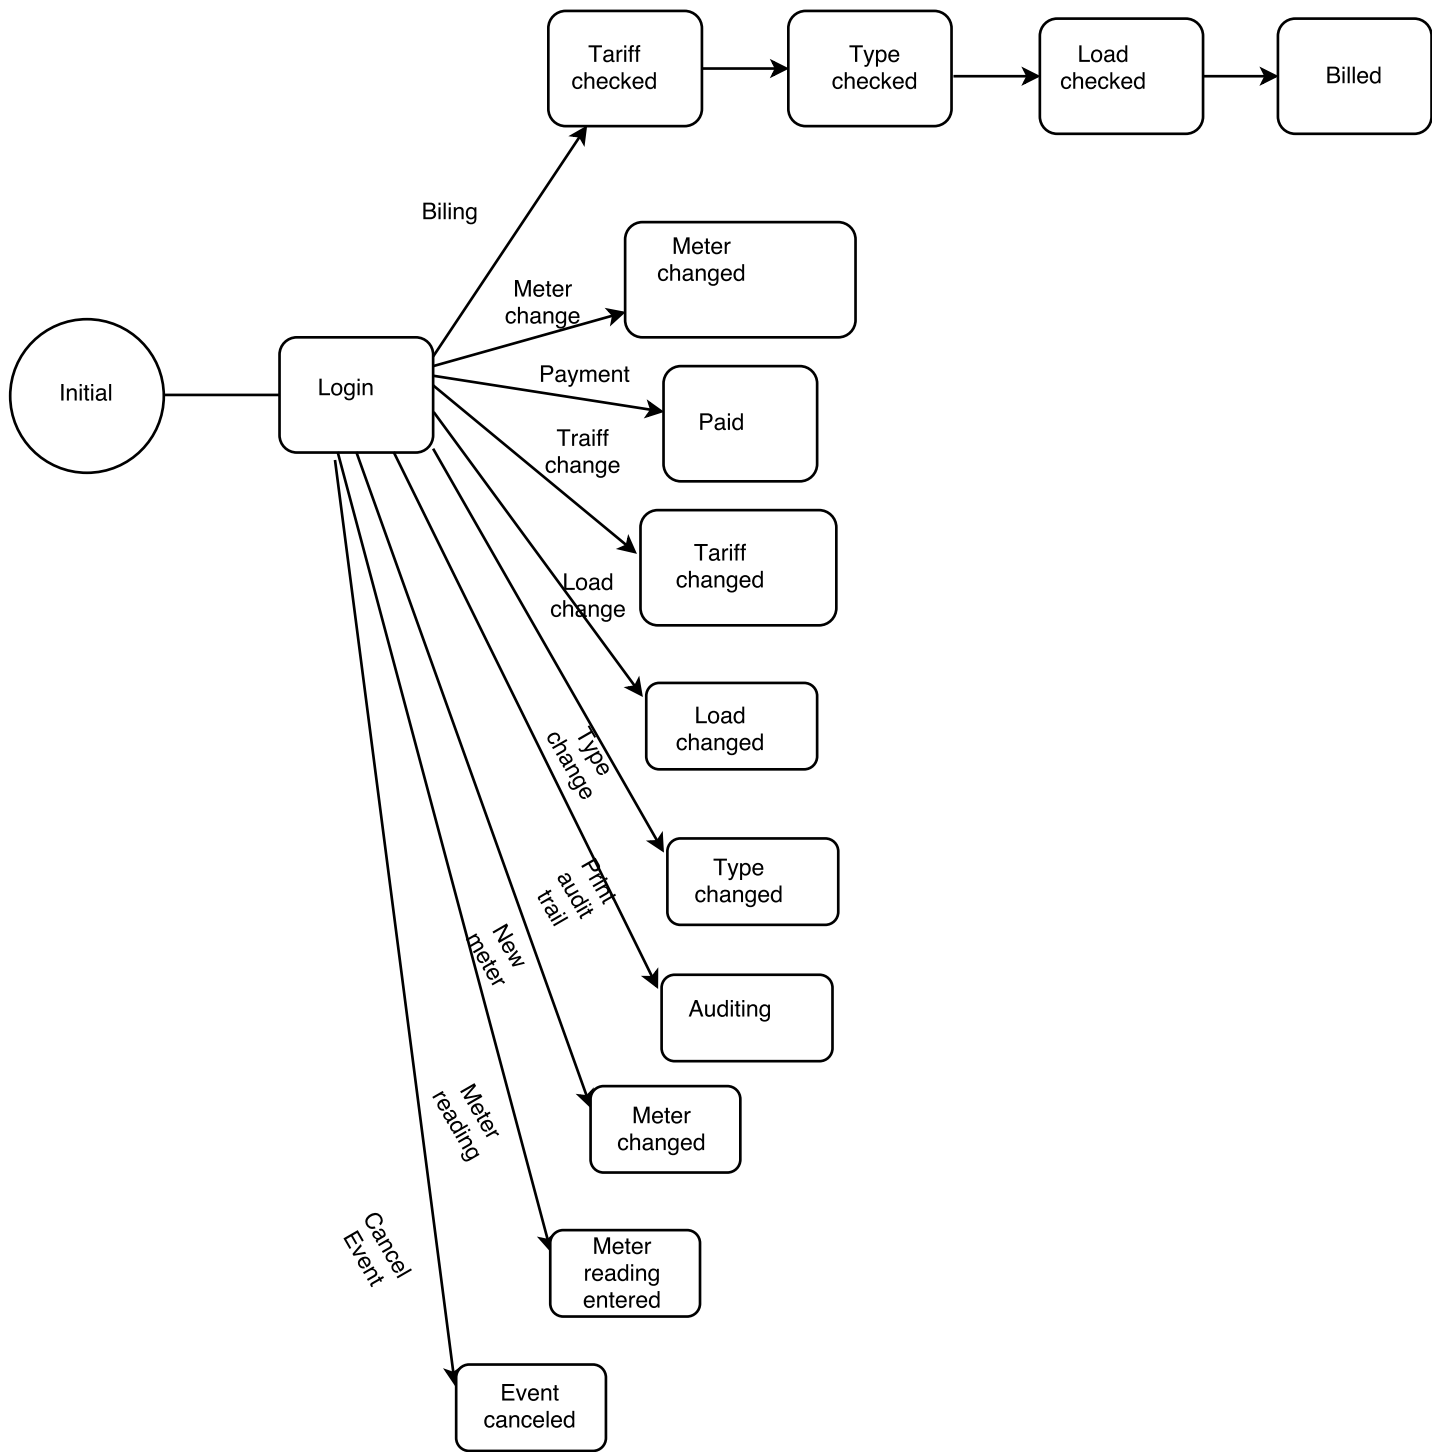 Tariff
checked
Type
checked
Load
checked
Billed
Biling
Meter
changed
Meter
change
Initial
Login
Payment
Paid
Traiff
change
Tariff
changed
Load
change
Load
changed
Type
change
Type
changed
Print
audit
trail
Auditing
New
meter
Meter
changed
Meter
reading
Meter
reading
entered
Cancel
Event
Event
canceled